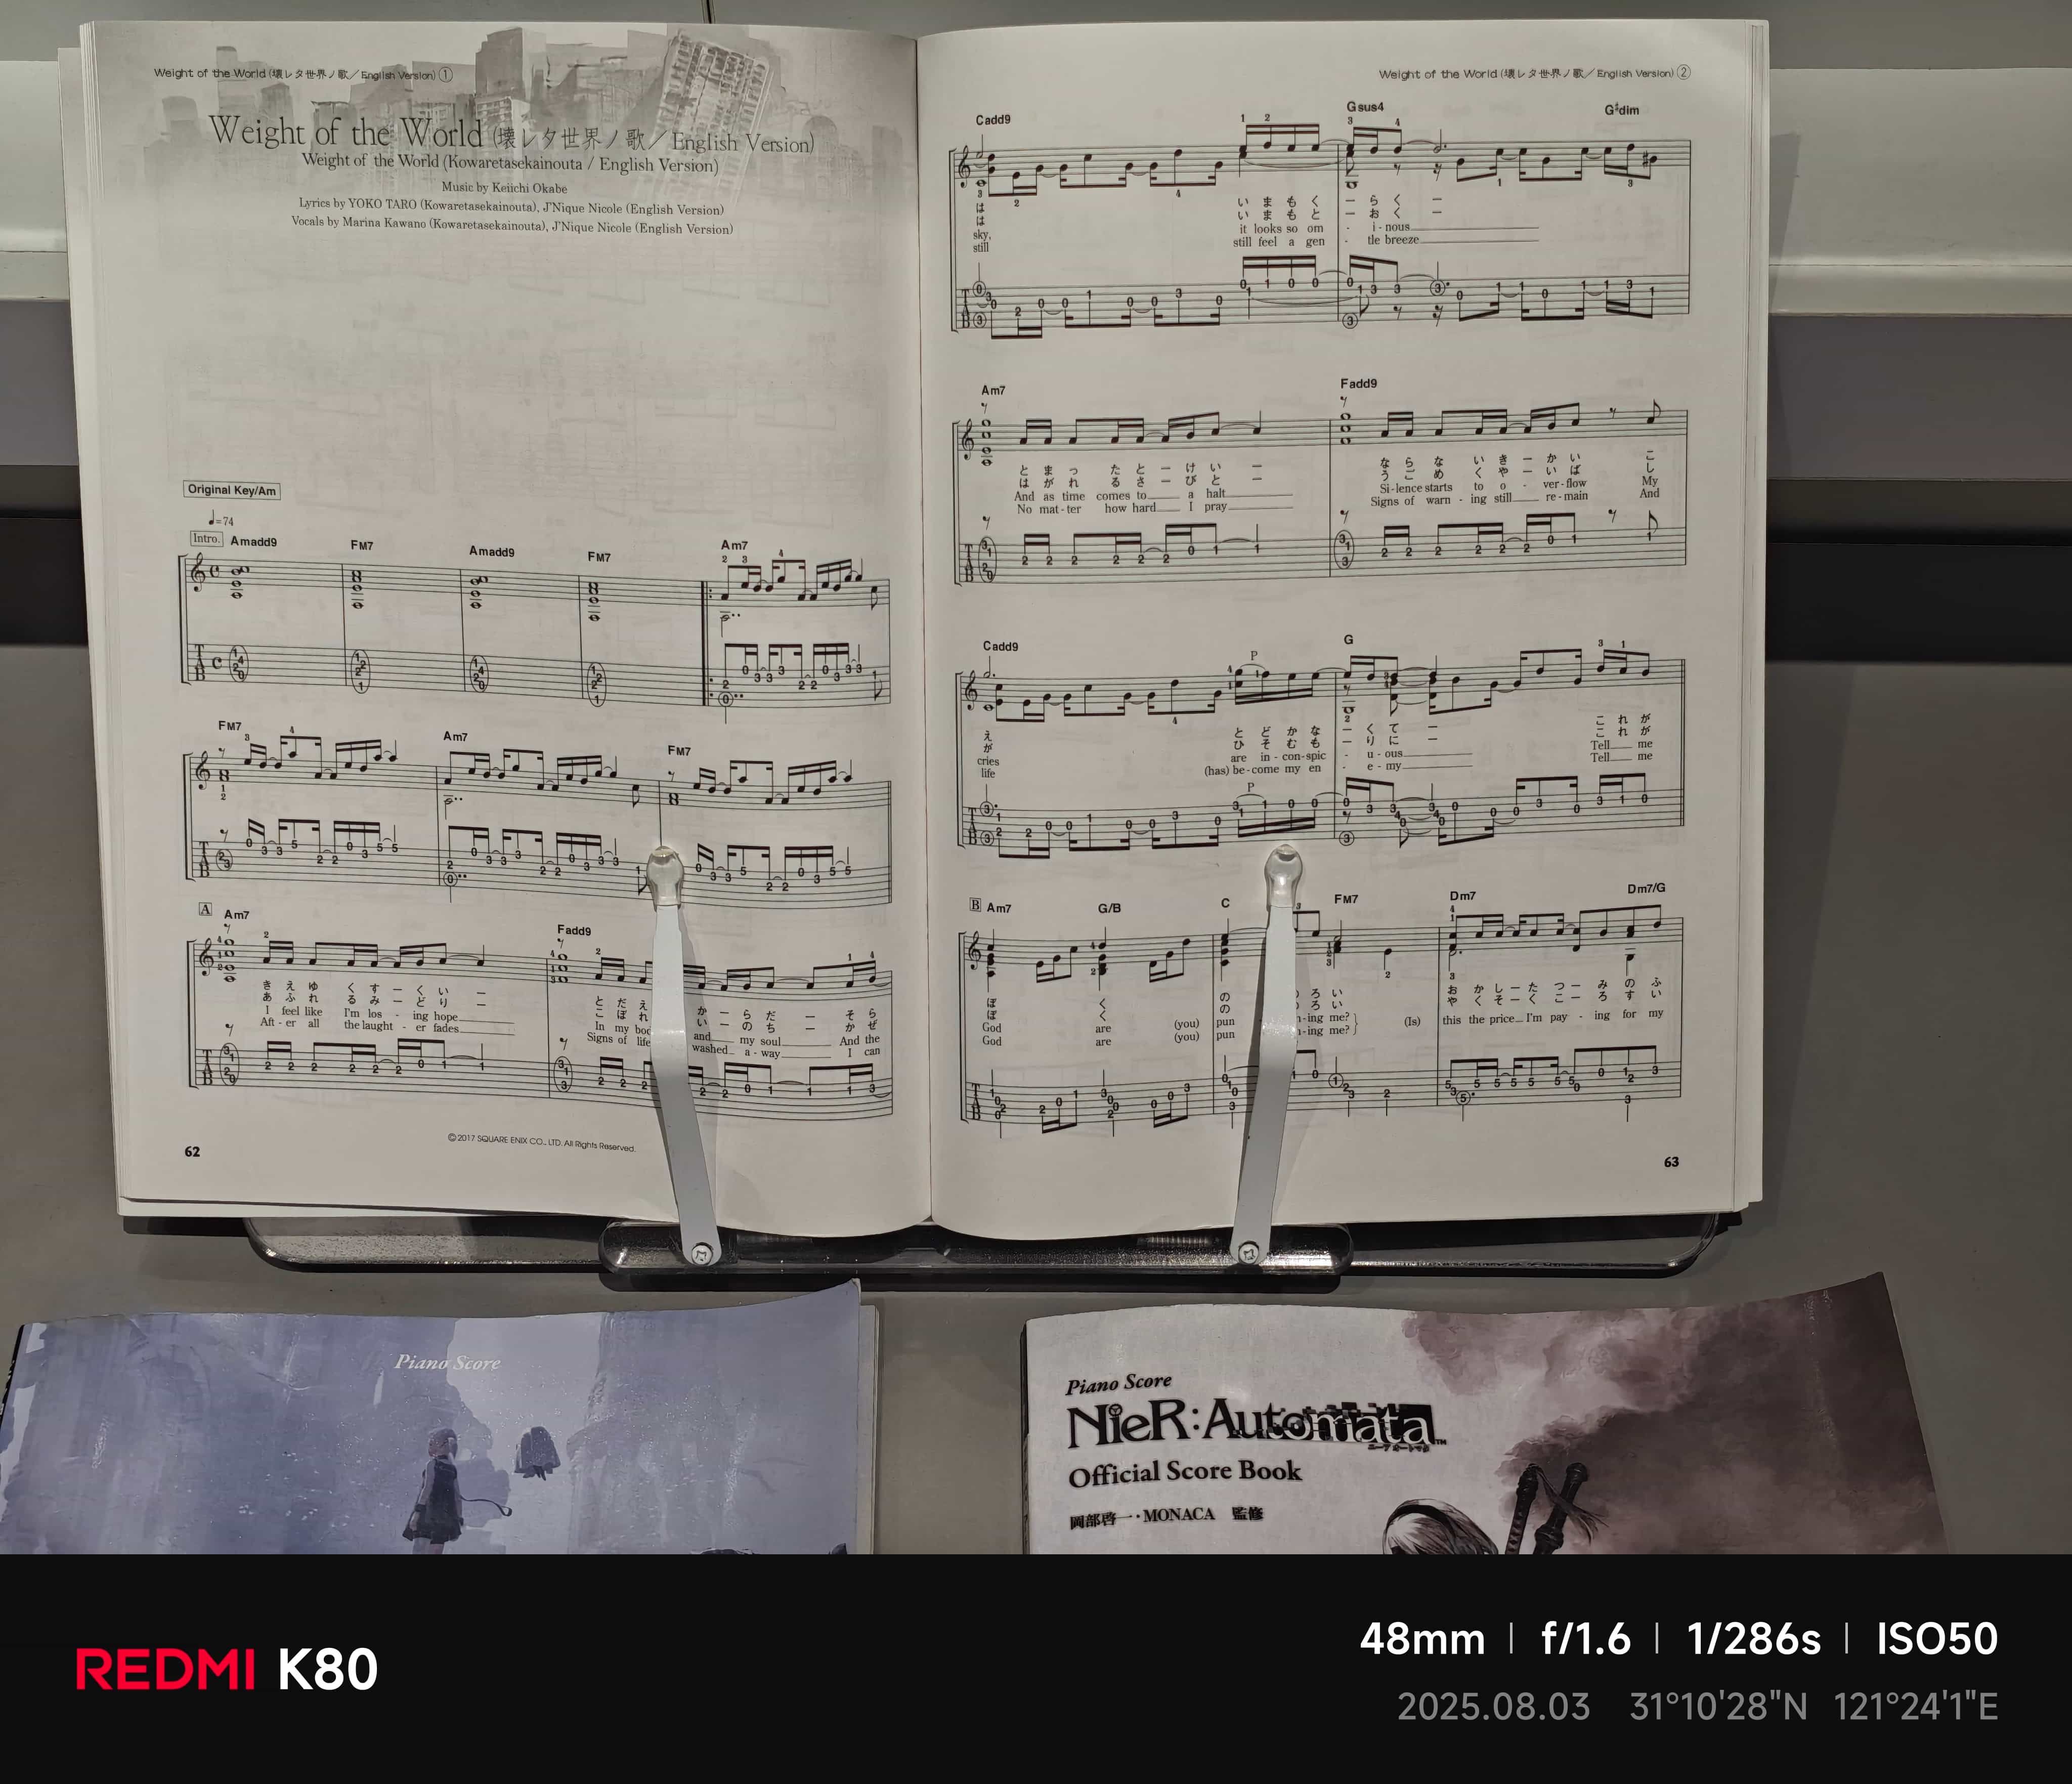 Weight of the World (壊レタ世界ノ歌／English Version) ①
Weight of the World (壊レタ世界ノ歌／English Version)
Weight of the World (Kowaretasekainouta / English Version)
Music by Keiichi Okabe
Lyrics by YOKO TARO (Kowaretasekainouta), J'Nique Nicole (English Version)
Vocals by Marina Kawano (Kowaretasekainouta), J'Nique Nicole (English Version)
Original Key/Am
♩=74
Intro. Amadd9 FM7 Amadd9 FM7 Am7
FM7 Am7 FM7
A Am7 Fadd9
き え ゆ く す ー く い ー と だ え か ー ら だ ー そ ら
あ ふ れ る み ー ど り ー こ ぼ れ い ー の ち ー か ぜ
I feel like I'm los - ing hope In my and my soul And the
Aft - er all the laught - er fades Signs of life washed a - way I can
©2017 SQUARE ENIX CO., LTD. All Rights Reserved.
62
Weight of the World (壊レタ世界ノ歌／English Version) ②
Cadd9 Gsus4 G♯dim
は い ま も く ー ら く ー
は い ま も と ー お く ー
sky, it looks so om - i - nous
still still feel a gen - tle breeze
Am7 Fadd9
と ま っ た と ー け い ー な ら な い き ー か い こ
は が れ る さ ー び と ー う ご め く や ー い ば し
And as time comes to a halt Si - lence starts to o - ver - flow My
No mat - ter how hard I pray Signs of warn - ing still re - main And
Cadd9 G
え と ど か な ー く て ー こ れ が
が ひ そ む も ー り に ー こ れ が
cries are in - con - spic - u - ous Tell me
life (has) be - come my en - e - my Tell me
B Am7 G/B C FM7 Dm7 Dm7/G
ぼ く の ろ い お か し ー た つ ー み の ふ
ぼ く の ろ い や く そ ー く こ ー ろ す い
God are (you) pun -ing me? (Is) this the price I'm pay - ing for my
God are (you) pun -ing me?
63
Piano Score
Piano Score
NieR:Automata™
ニーア オートマタ
Official Score Book
岡部啓一・MONACA 監修
REDMI K80
48mm | f/1.6 | 1/286s | ISO50
2025.08.03 31°10'28"N 121°24'1"E